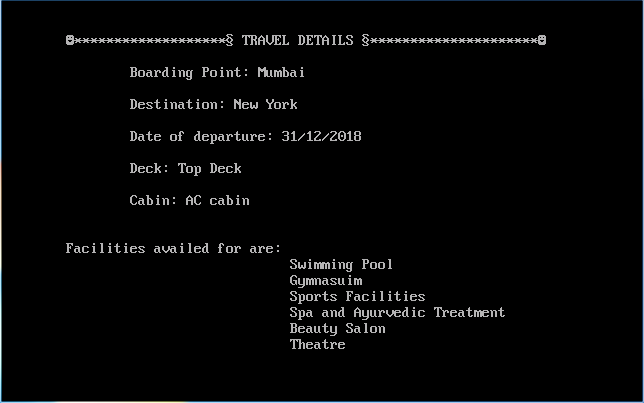 ◘××××××××××××××××××××§ TRAVEL DETAILS §×××××××××××××××××××××◘
Boarding Point: Mumbai
Destination: New York
Date of departure: 31/12/2018
Deck: Top Deck
Cabin: AC cabin
Facilities availed for are:
Swimming Pool
Gymnasuim
Sports Facilities
Spa and Ayurvedic Treatment
Beauty Salon
Theatre